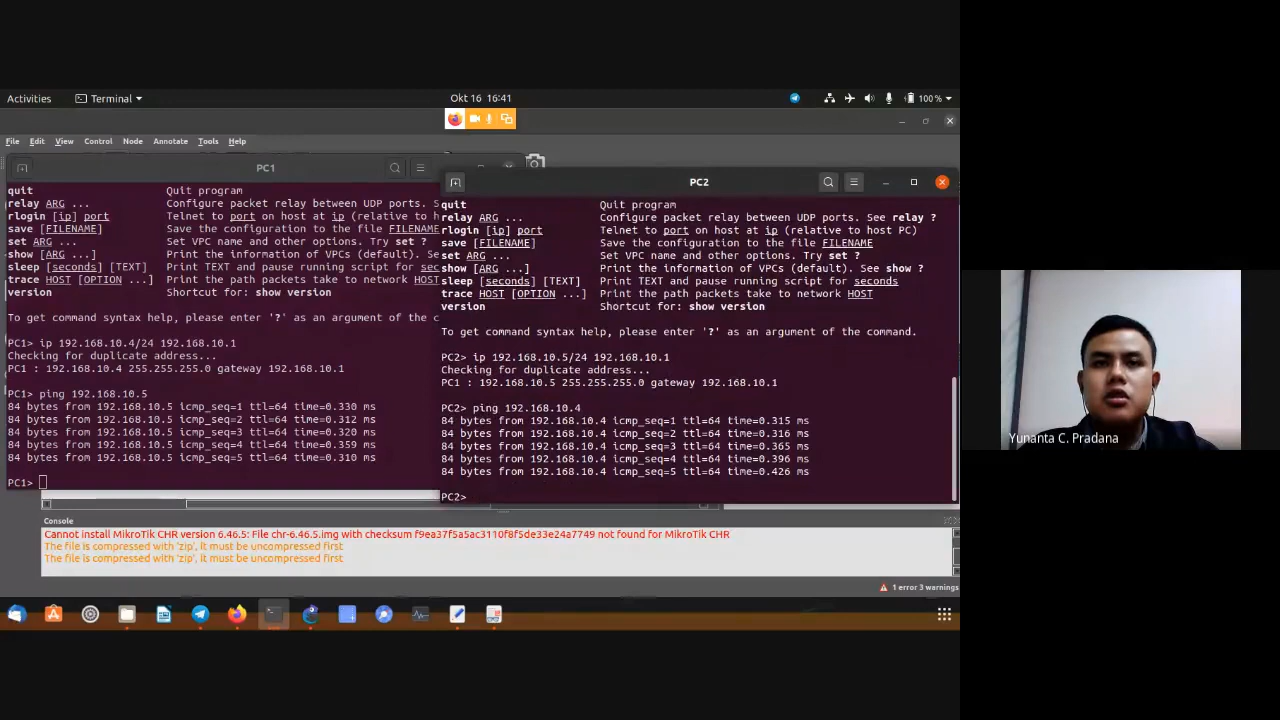 Activities
Terminal
Okt 16 16:41
100 %
File Edit View Control Node Annotate Tools Help
PC1
quit Quit program
relay ARG ... Configure packet relay between UDP ports. S
rlogin [ip] port Telnet to port on host at ip (relative to h
save [FILENAME] Save the configuration to the file FILENAME
set ARG ... Set VPC name and other options. Try set ?
show [ARG ...] Print the information of VPCs (default). Se
sleep [seconds] [TEXT] Print TEXT and pause running script for sec
trace HOST [OPTION ...] Print the path packets take to network HOST
version Shortcut for: show version
To get command syntax help, please enter '?' as an argument of the c
PC1> ip 192.168.10.4/24 192.168.10.1
Checking for duplicate address...
PC1 : 192.168.10.4 255.255.255.0 gateway 192.168.10.1
PC1> ping 192.168.10.5
84 bytes from 192.168.10.5 icmp_seq=1 ttl=64 time=0.330 ms
84 bytes from 192.168.10.5 icmp_seq=2 ttl=64 time=0.312 ms
84 bytes from 192.168.10.5 icmp_seq=3 ttl=64 time=0.320 ms
84 bytes from 192.168.10.5 icmp_seq=4 ttl=64 time=0.359 ms
84 bytes from 192.168.10.5 icmp_seq=5 ttl=64 time=0.310 ms
PC1>
PC2
quit Quit program
relay ARG ... Configure packet relay between UDP ports. See relay ?
rlogin [ip] port Telnet to port on host at ip (relative to host PC)
save [FILENAME] Save the configuration to the file FILENAME
set ARG ... Set VPC name and other options. Try set ?
show [ARG ...] Print the information of VPCs (default). See show ?
sleep [seconds] [TEXT] Print TEXT and pause running script for seconds
trace HOST [OPTION ...] Print the path packets take to network HOST
version Shortcut for: show version
To get command syntax help, please enter '?' as an argument of the command.
PC2> ip 192.168.10.5/24 192.168.10.1
Checking for duplicate address...
PC1 : 192.168.10.5 255.255.255.0 gateway 192.168.10.1
PC2> ping 192.168.10.4
84 bytes from 192.168.10.4 icmp_seq=1 ttl=64 time=0.315 ms
84 bytes from 192.168.10.4 icmp_seq=2 ttl=64 time=0.316 ms
84 bytes from 192.168.10.4 icmp_seq=3 ttl=64 time=0.365 ms
84 bytes from 192.168.10.4 icmp_seq=4 ttl=64 time=0.396 ms
84 bytes from 192.168.10.4 icmp_seq=5 ttl=64 time=0.426 ms
PC2>
Console
Cannot install MikroTik CHR version 6.46.5: File chr-6.46.5.img with checksum f9ea37f5a5ac3110f8f5de33e24a7749 not found for MikroTik CHR
The file is compressed with 'zip', it must be uncompressed first
The file is compressed with 'zip', it must be uncompressed first
1 error 3 warnings
Yunanta C. Pradana